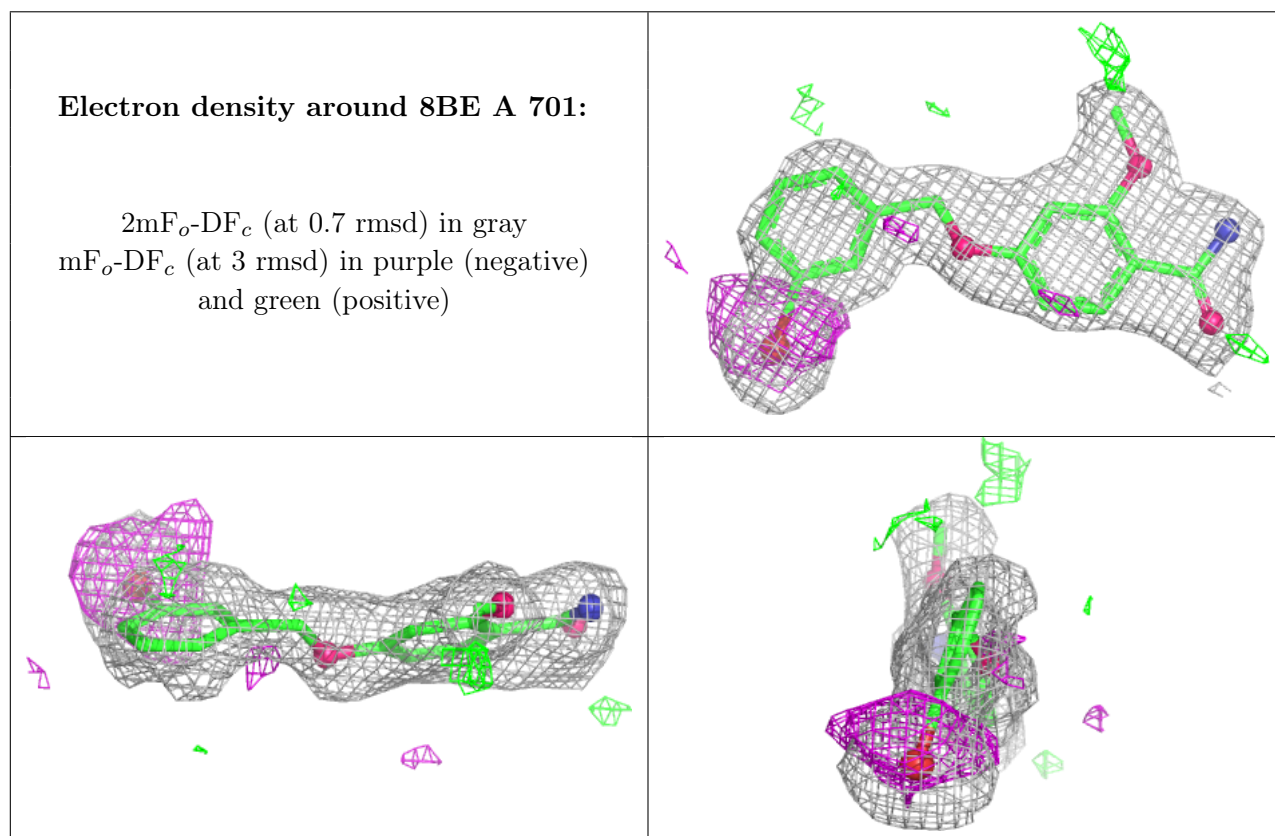 Electron density around 8BE A 701:
2mFo-DFc (at 0.7 rmsd) in gray
mFo-DFc (at 3 rmsd) in purple (negative)
and green (positive)